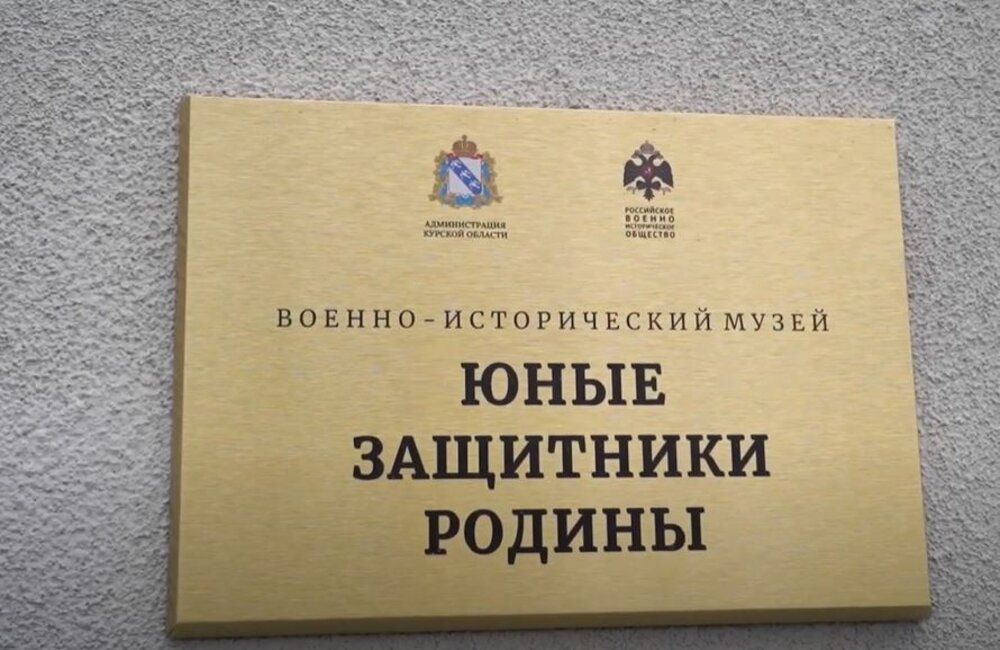 АДМИНИСТРАЦИЯ
КУРСКОЙ ОБЛАСТИ
РОССИЙСКОЕ
ВОЕННО
ИСТОРИЧЕСКОЕ
ОБЩЕСТВО
ВОЕННО-ИСТОРИЧЕСКИЙ МУЗЕЙ
ЮНЫЕ
ЗАЩИТНИКИ
РОДИНЫ